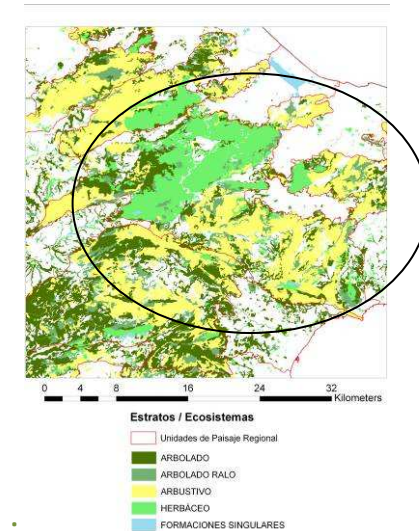 0 4 8 16 24 32
Kilometers
Estratos / Ecosistemas
Unidades de Paisaje Regional
ARBOLADO
ARBOLADO RALO
ARBUSTIVO
HERBÁCEO
FORMACIONES SINGULARES